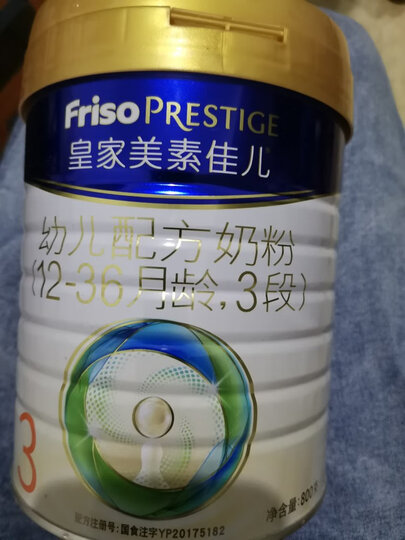 Friso PRESTIGE
皇家美素佳儿
幼儿配方奶粉
(12-36月龄,3段)
3
净含量:800
配方注册号:国食注字YP20175182